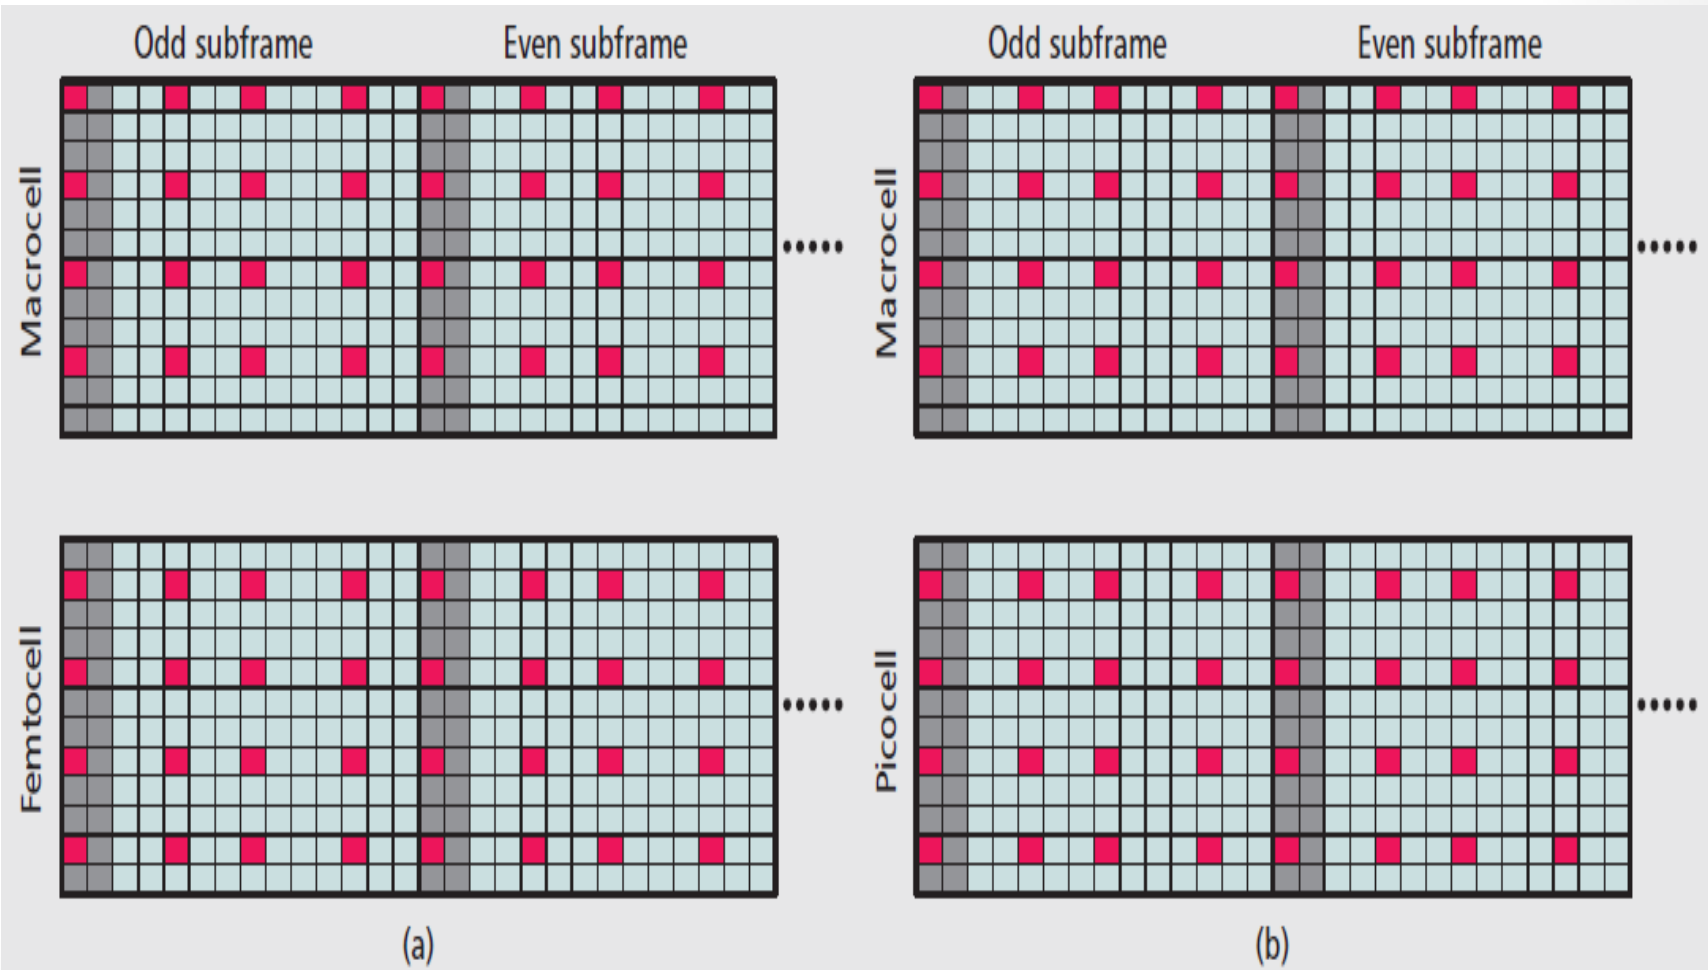 Odd subframe
Even subframe
Macrocell
Femtocell
(a)
Odd subframe
Even subframe
Macrocell
Picocell
(b)